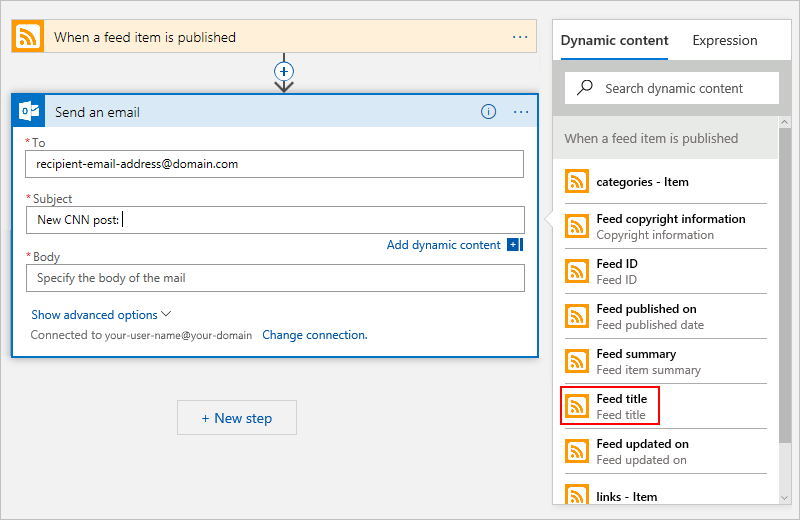 When a feed item is published
...
Send an email
...
* To
recipient-email-address@domain.com
* Subject
New CNN post:
Add dynamic content
* Body
Specify the body of the mail
Show advanced options
Connected to your-user-name@your-domain Change connection.
+ New step
Dynamic content Expression
Search dynamic content
When a feed item is published
categories - Item
Feed copyright information
Copyright information
Feed ID
Feed ID
Feed published on
Feed published date
Feed summary
Feed item summary
Feed title
Feed title
Feed updated on
Feed updated on
links - Item